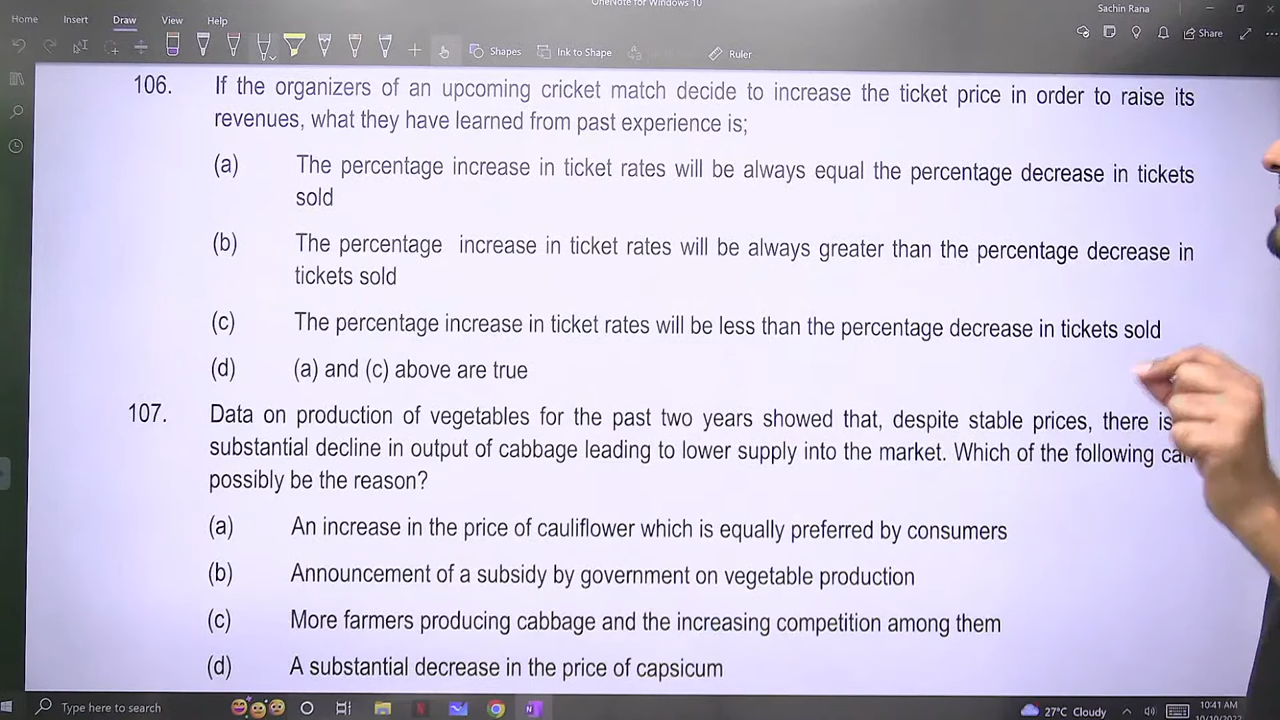 OneNote for Windows 10
Sachin Rana
Home Insert Draw View Help
Share
Shapes Ink to Shape Ruler
106. If the organizers of an upcoming cricket match decide to increase the ticket price in order to raise its
revenues, what they have learned from past experience is;
(a) The percentage increase in ticket rates will be always equal the percentage decrease in tickets
sold
(b) The percentage increase in ticket rates will be always greater than the percentage decrease in
tickets sold
(c) The percentage increase in ticket rates will be less than the percentage decrease in tickets sold
(d) (a) and (c) above are true
107. Data on production of vegetables for the past two years showed that, despite stable prices, there is
substantial decline in output of cabbage leading to lower supply into the market. Which of the following can
possibly be the reason?
(a) An increase in the price of cauliflower which is equally preferred by consumers
(b) Announcement of a subsidy by government on vegetable production
(c) More farmers producing cabbage and the increasing competition among them
(d) A substantial decrease in the price of capsicum
Type here to search
27°C Cloudy
10:41 AM